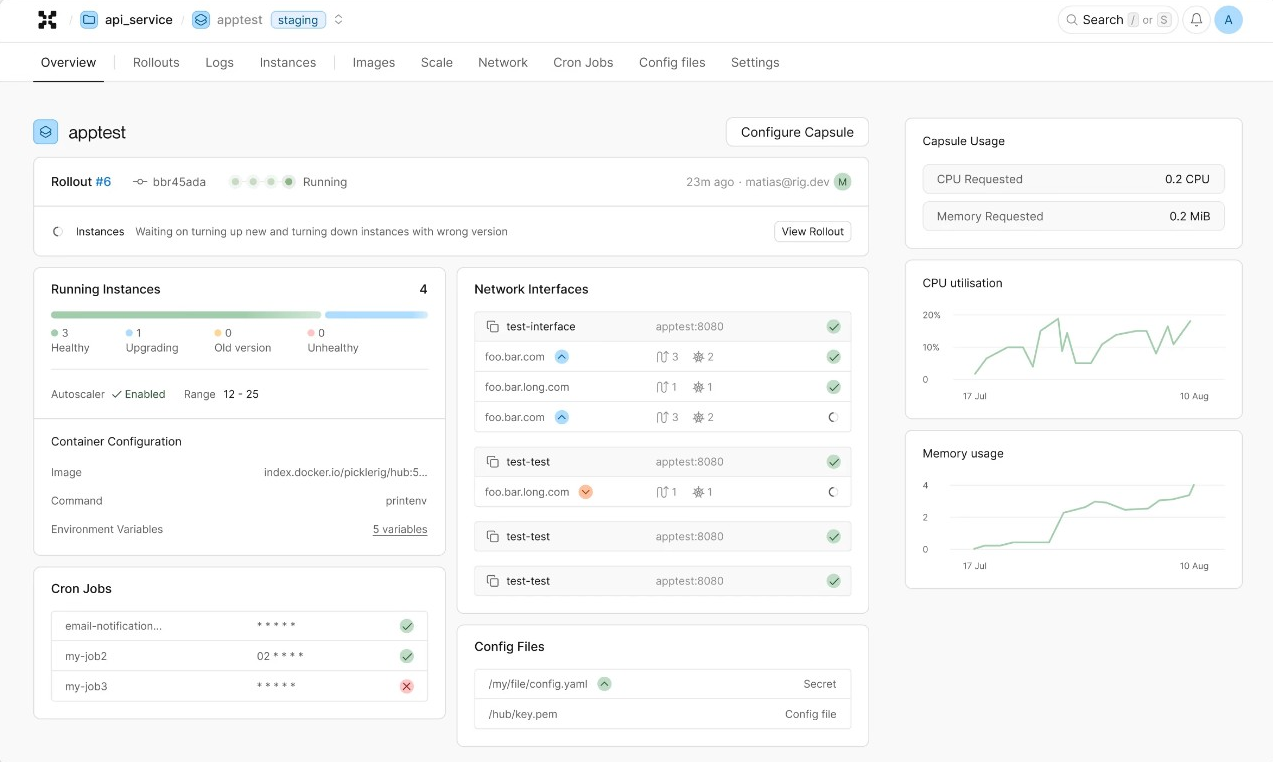 / api_service / apptest staging
Search / or S
A
Overview Rollouts Logs Instances Images Scale Network Cron Jobs Config files Settings
apptest
Configure Capsule
Rollout #6 bbr45ada Running 23m ago · matias@rig.dev M
Instances Waiting on turning up new and turning down instances with wrong version View Rollout
Running Instances 4
3 1 0 0
Healthy Upgrading Old version Unhealthy
Autoscaler Enabled Range 12 - 25
Container Configuration
Image index.docker.io/picklerig/hub:5...
Command printenv
Environment Variables 5 variables
Cron Jobs
email-notification... * * * * *
my-job2 02 * * * *
my-job3 * * * * *
Network Interfaces
test-interface apptest:8080
foo.bar.com 3 2
foo.bar.long.com 1 1
foo.bar.com 3 2
test-test apptest:8080
foo.bar.long.com 1 1
test-test apptest:8080
test-test apptest:8080
Config Files
/my/file/config.yaml Secret
/hub/key.pem Config file
Capsule Usage
CPU Requested 0.2 CPU
Memory Requested 0.2 MiB
CPU utilisation
20%
10%
0
17 Jul 10 Aug
Memory usage
4
2
0
17 Jul 10 Aug